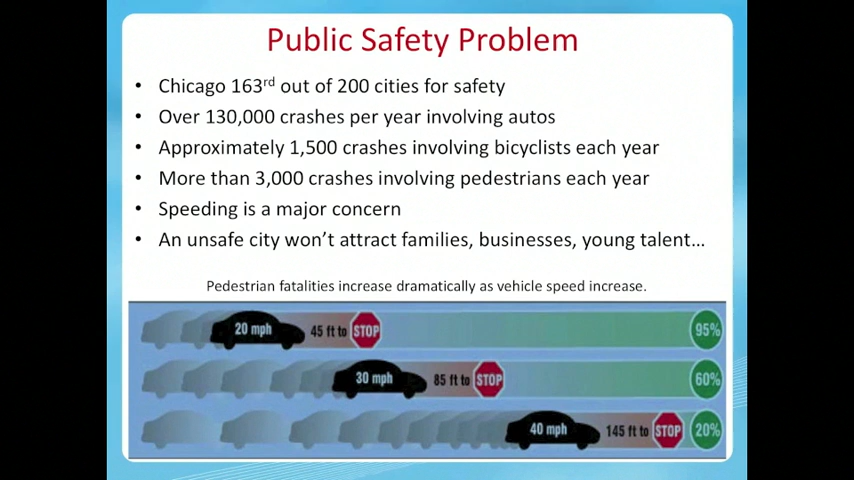 Public Safety Problem
• Chicago 163rd out of 200 cities for safety
• Over 130,000 crashes per year involving autos
• Approximately 1,500 crashes involving bicyclists each year
• More than 3,000 crashes involving pedestrians each year
• Speeding is a major concern
• An unsafe city won't attract families, businesses, young talent…
Pedestrian fatalities increase dramatically as vehicle speed increase.
20 mph 45 ft to STOP 95%
30 mph 85 ft to STOP 60%
40 mph 145 ft to STOP 20%